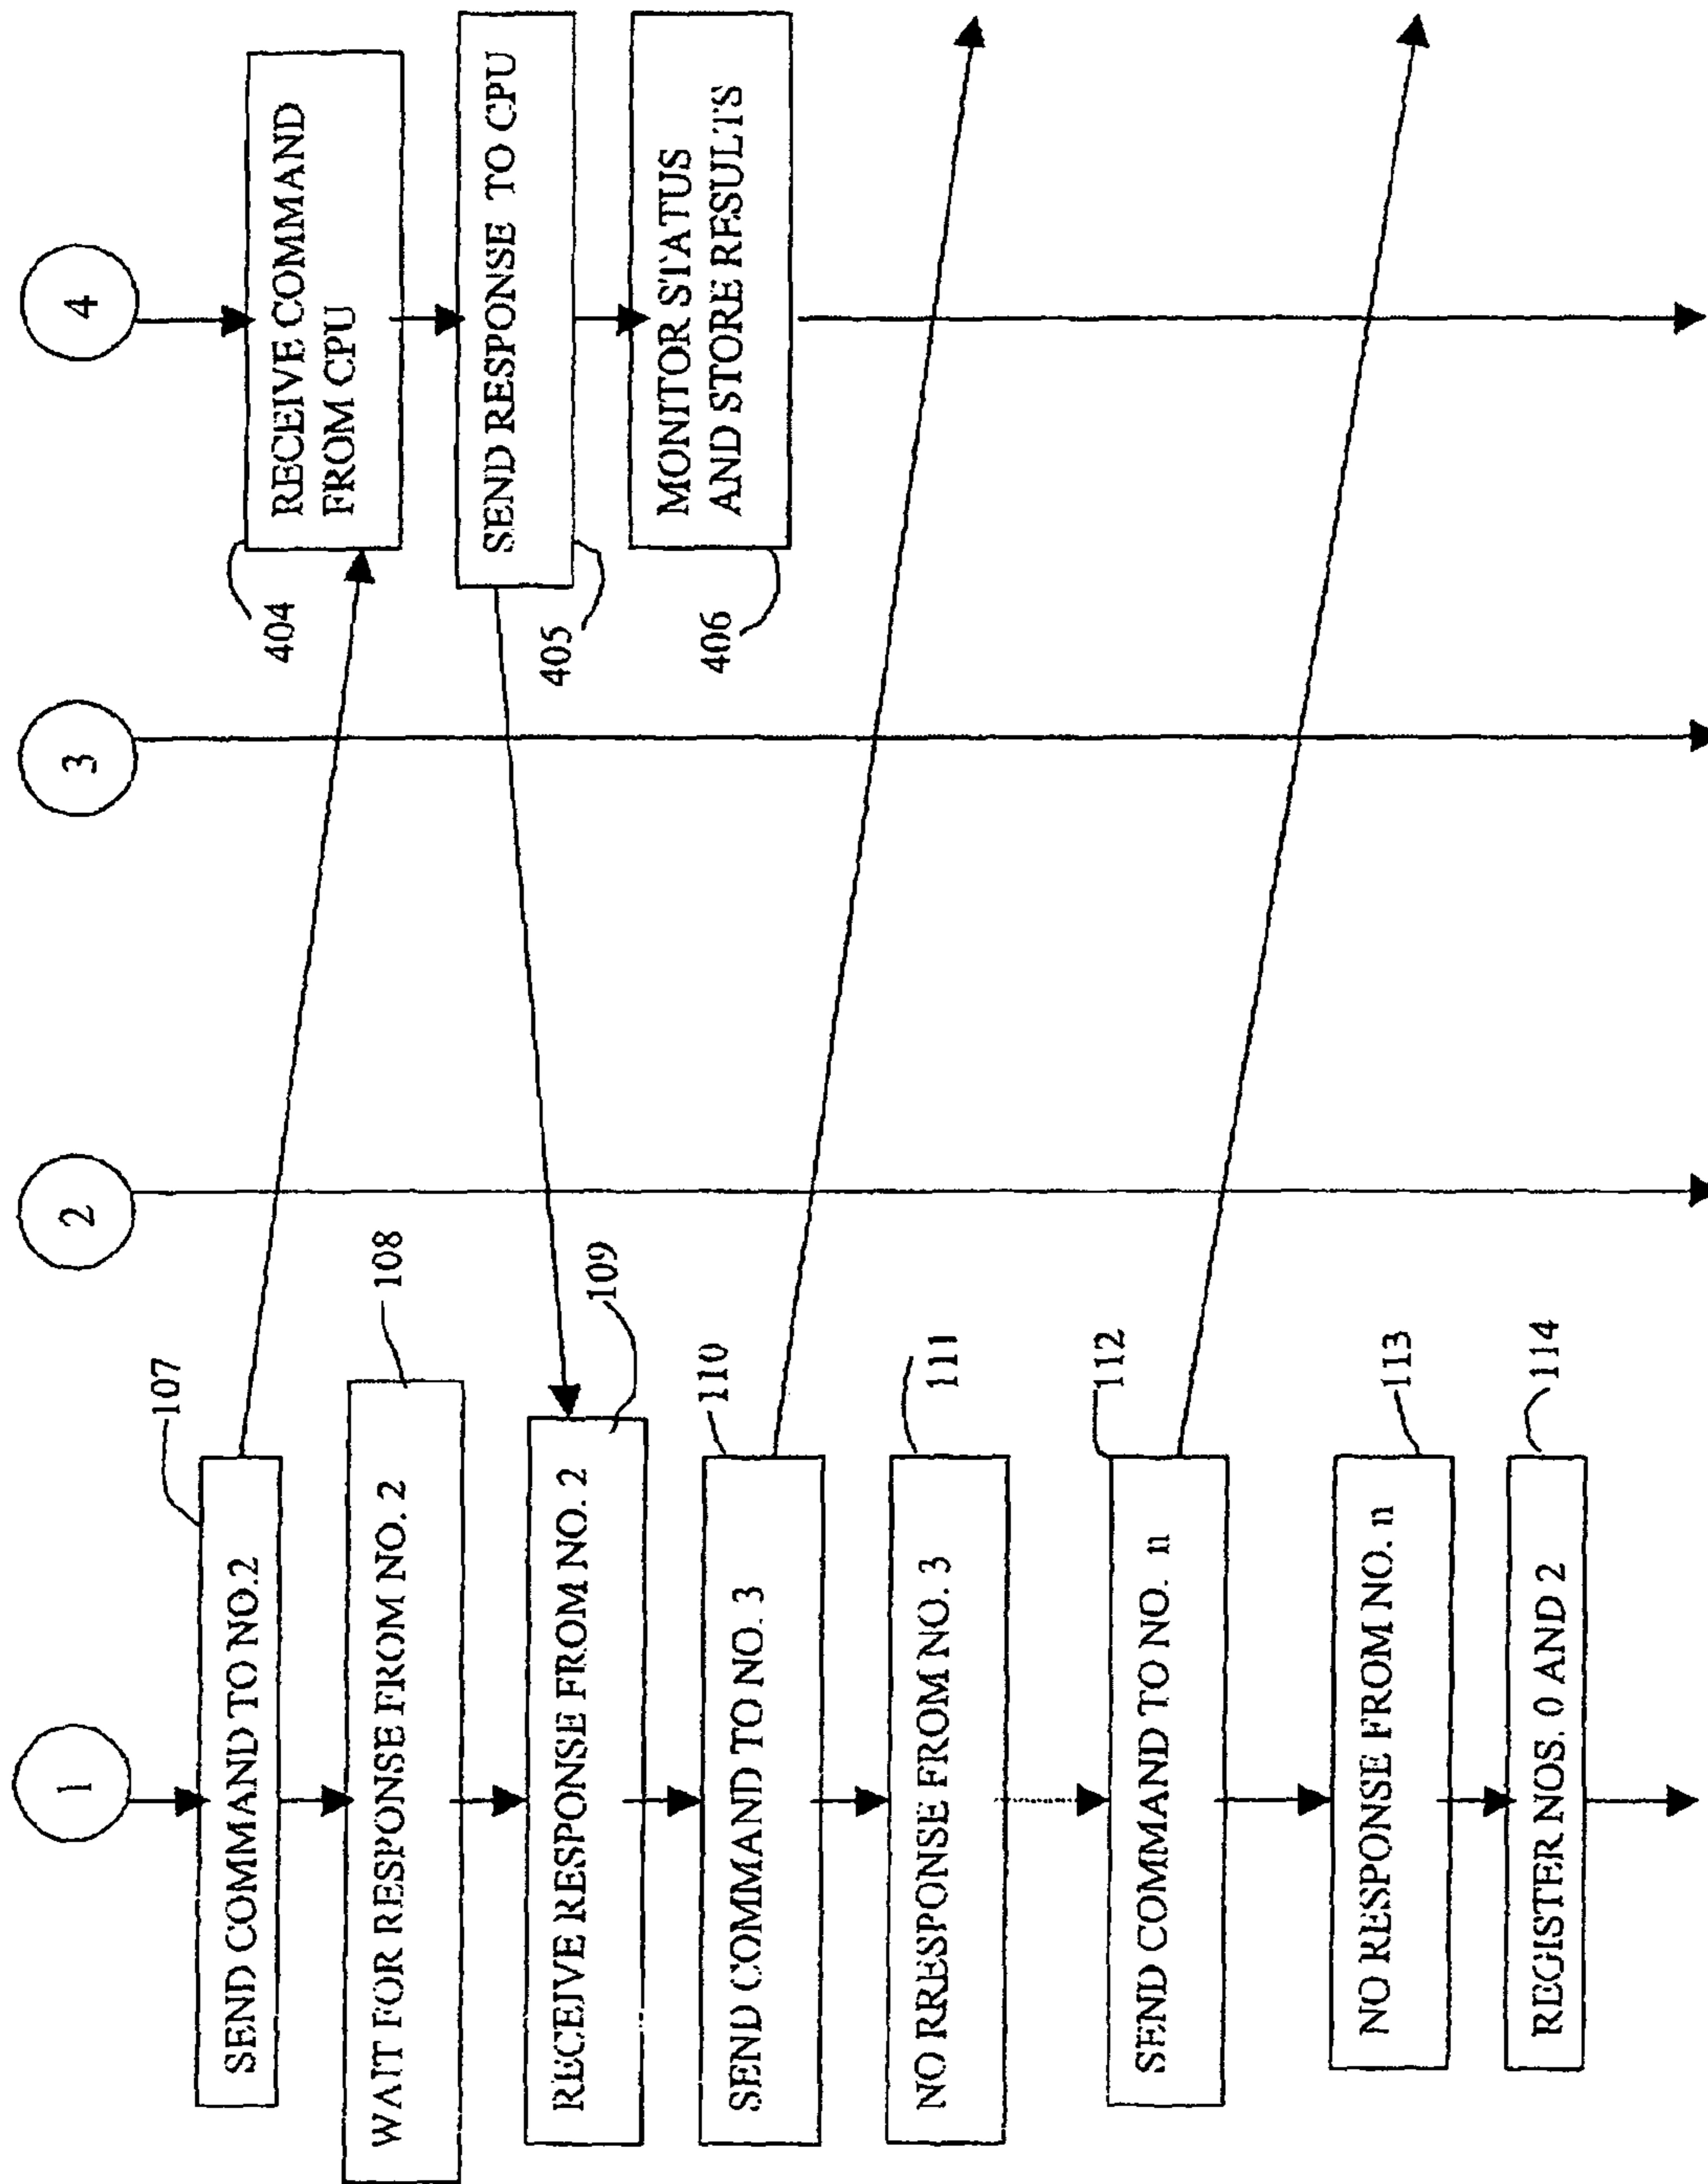 1
2
3
4
SEND COMMAND TO NO.2
107
WAIT FOR RESPONSE FROM NO. 2
108
RECEIVE RESPONSE FROM NO. 2
109
SEND COMMAND TO NO. 3
110
NO RRESPONSE FROM NO. 3
111
SEND COMMAND TO NO. n
112
NO RESPONSE FROM NO. n
113
REGISTER NOS. 0 AND 2
114
RECEIVE COMMAND
FROM CPU
404
SEND RESPONSE TO CPU
405
MONITOR STATUS
AND STORE RESULTS
406